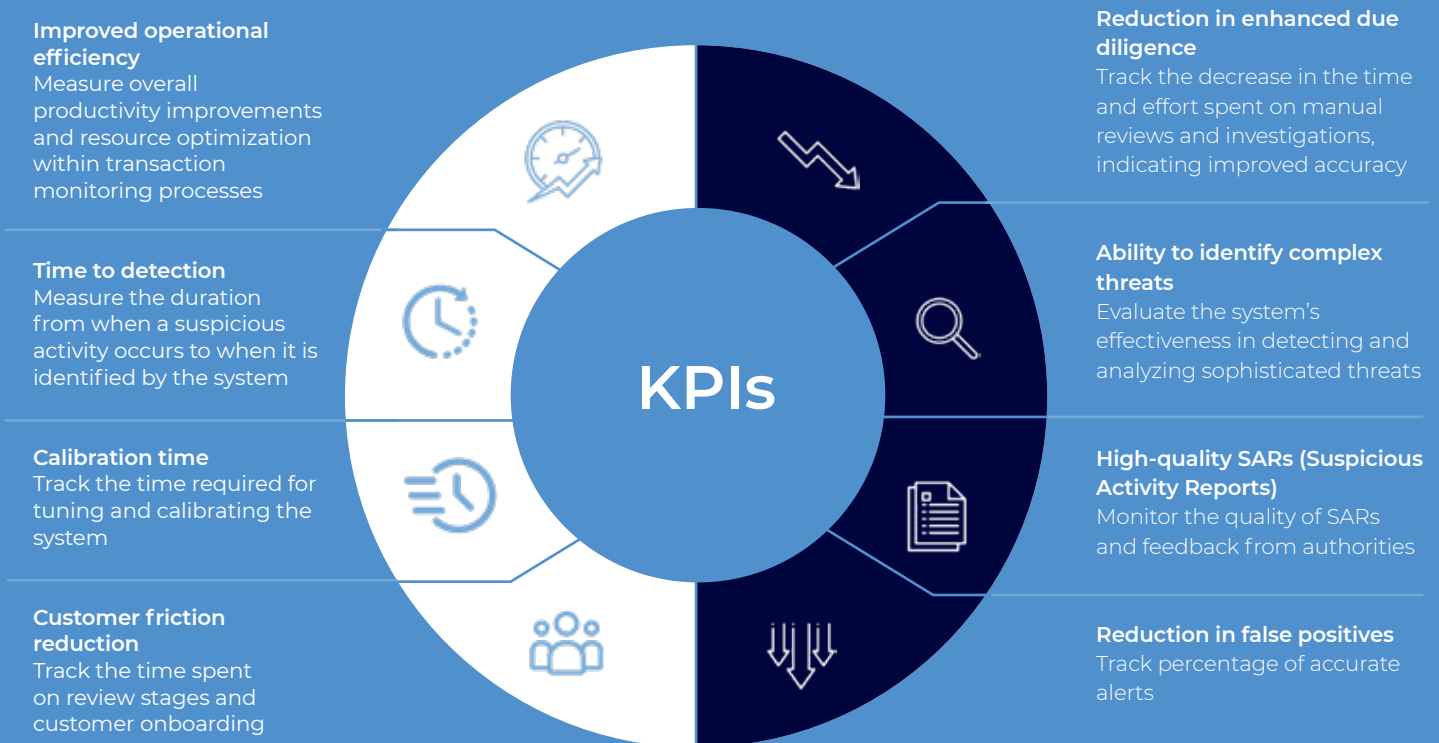 Improved operational
efficiency
Measure overall
productivity improvements
and resource optimization
within transaction
monitoring processes
Time to detection
Measure the duration
from when a suspicious
activity occurs to when it is
identified by the system
Calibration time
Track the time required for
tuning and calibrating the
system
Customer friction
reduction
Track the time spent
on review stages and
customer onboarding
KPIs
Reduction in enhanced due
diligence
Track the decrease in the time
and effort spent on manual
reviews and investigations,
indicating improved accuracy
Ability to identify complex
threats
Evaluate the system’s
effectiveness in detecting and
analyzing sophisticated threats
High-quality SARs (Suspicious
Activity Reports)
Monitor the quality of SARs
and feedback from authorities
Reduction in false positives
Track percentage of accurate
alerts